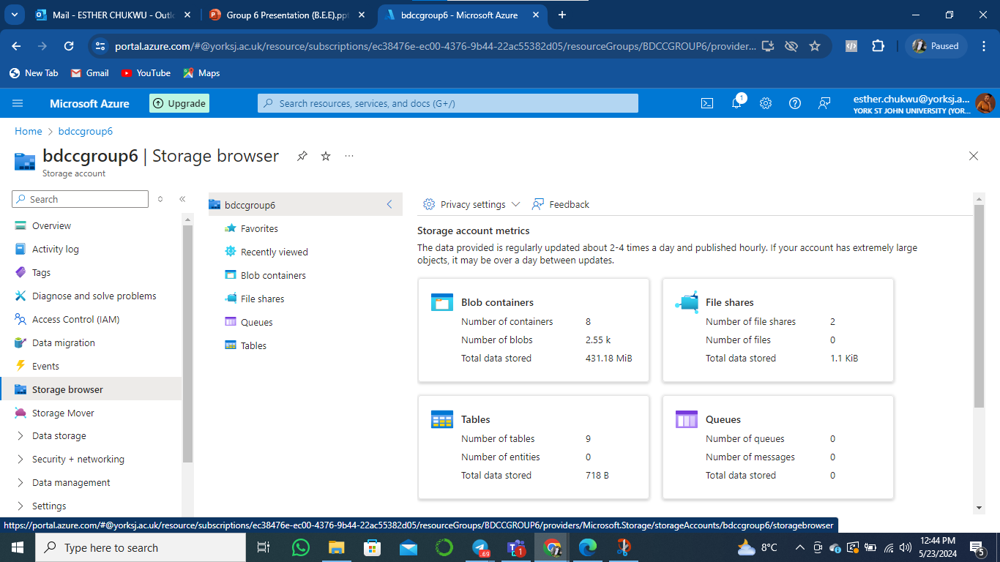 Mail - ESTHER CHUKWU - Outl
Group 6 Presentation (B.E.E).ppt
bdccgroup6 - Microsoft Azure
portal.azure.com/#@yorksj.ac.uk/resource/subscriptions/ec38476e-ec00-4376-9b44-22ac55382d05/resourceGroups/BDCCGROUP6/provider...
Paused
New Tab
Gmail
YouTube
Maps
Microsoft Azure
Upgrade
Search resources, services, and docs (G+/)
1
esther.chukwu@yorksj.a...
YORK ST JOHN UNIVERSITY (YOR...
Home > bdccgroup6
bdccgroup6 | Storage browser
Storage account
Search
Overview
Activity log
Tags
Diagnose and solve problems
Access Control (IAM)
Data migration
Events
Storage browser
Storage Mover
Data storage
Security + networking
Data management
Settings
bdccgroup6
Favorites
Recently viewed
Blob containers
File shares
Queues
Tables
Privacy settings
Feedback
Storage account metrics
The data provided is regularly updated about 2-4 times a day and published hourly. If your account has extremely large
objects, it may be over a day between updates.
Blob containers
Number of containers 8
Number of blobs 2.55 k
Total data stored 431.18 MiB
File shares
Number of file shares 2
Number of files 0
Total data stored 1.1 KiB
Tables
Number of tables 9
Number of entities 0
Total data stored 718 B
Queues
Number of queues 0
Number of messages 0
Total data stored 0
https://portal.azure.com/#@yorksj.ac.uk/resource/subscriptions/ec38476e-ec00-4376-9b44-22ac55382d05/resourceGroups/BDCCGROUP6/providers/Microsoft.Storage/storageAccounts/bdccgroup6/storagebrowser
Type here to search
69
1
8°C
12:44 PM
5/23/2024
5